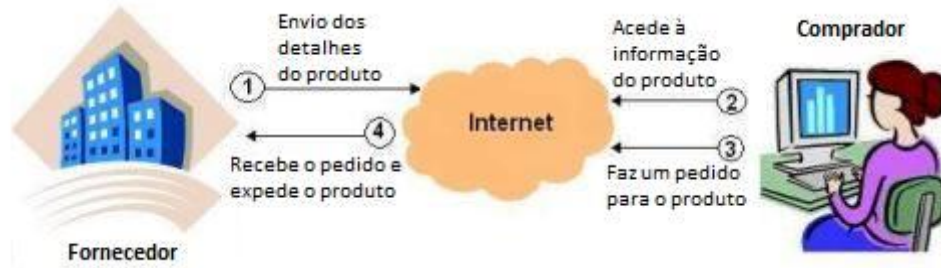 Envio dos
detalhes
do produto
1
Internet
4
Recebe o pedido e
expede o produto
Fornecedor
Acede à
informação
do produto
2
3
Faz um pedido
para o produto
Comprador